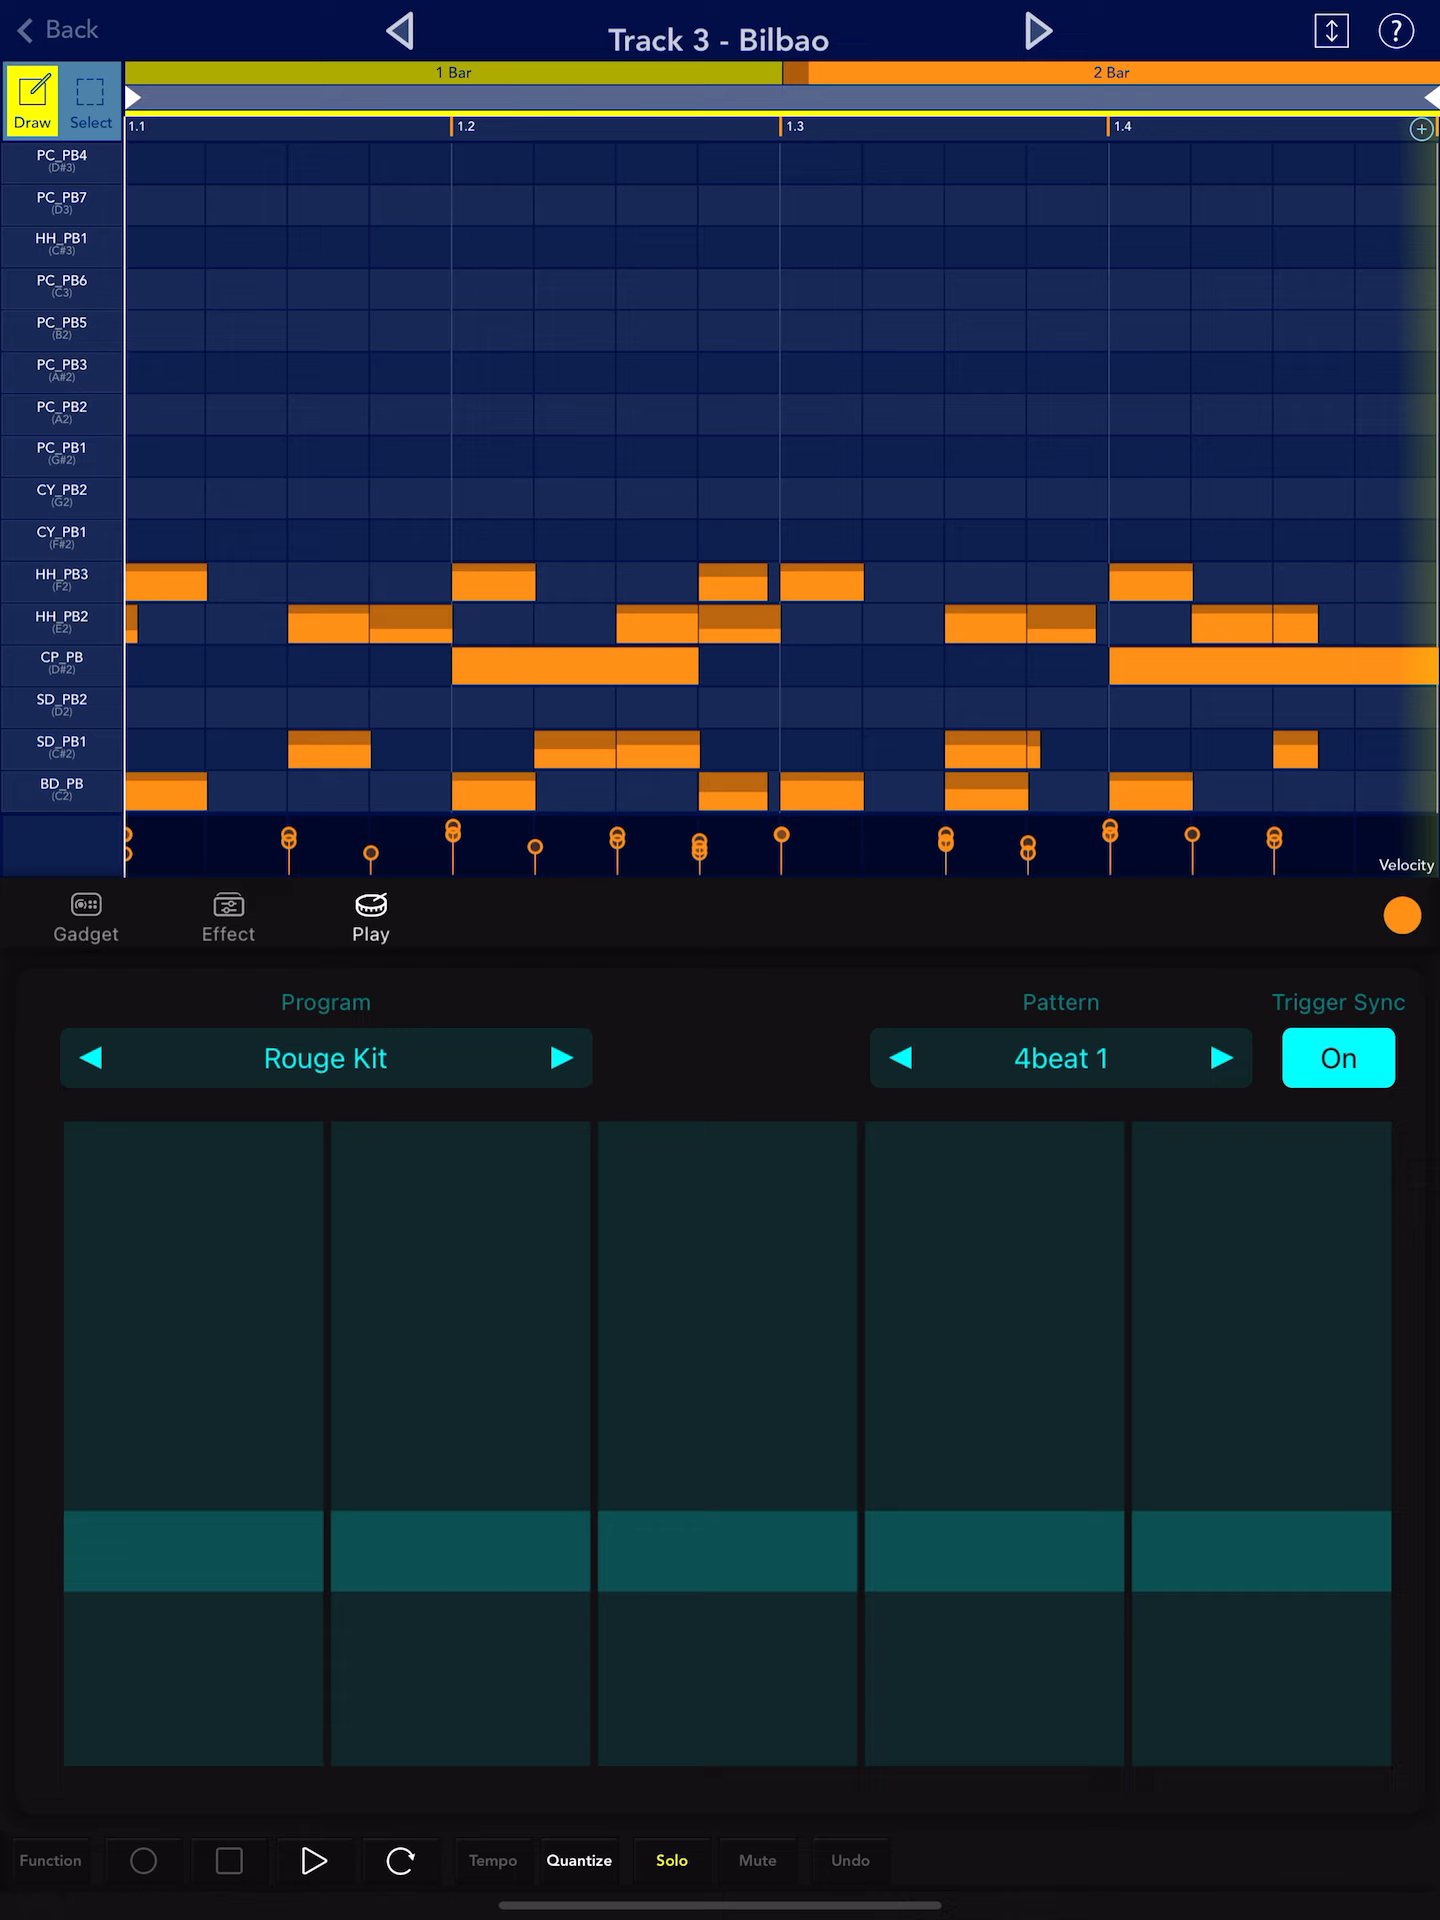 Back
Track 3 - Bilbao
?
Draw
Select
1 Bar
2 Bar
1.1
1.2
1.3
1.4
PC_PB4
(D#3)
PC_PB7
(D3)
HH_PB1
(C#3)
PC_PB6
(C3)
PC_PB5
(B2)
PC_PB3
(A#2)
PC_PB2
(A2)
PC_PB1
(G#2)
CY_PB2
(G2)
CY_PB1
(F#2)
HH_PB3
(F2)
HH_PB2
(E2)
CP_PB
(D#2)
SD_PB2
(D2)
SD_PB1
(C#2)
BD_PB
(C2)
Velocity
Gadget
Effect
Play
Program
Pattern
Trigger Sync
Rouge Kit
4beat 1
On
Function
Tempo
Quantize
Solo
Mute
Undo